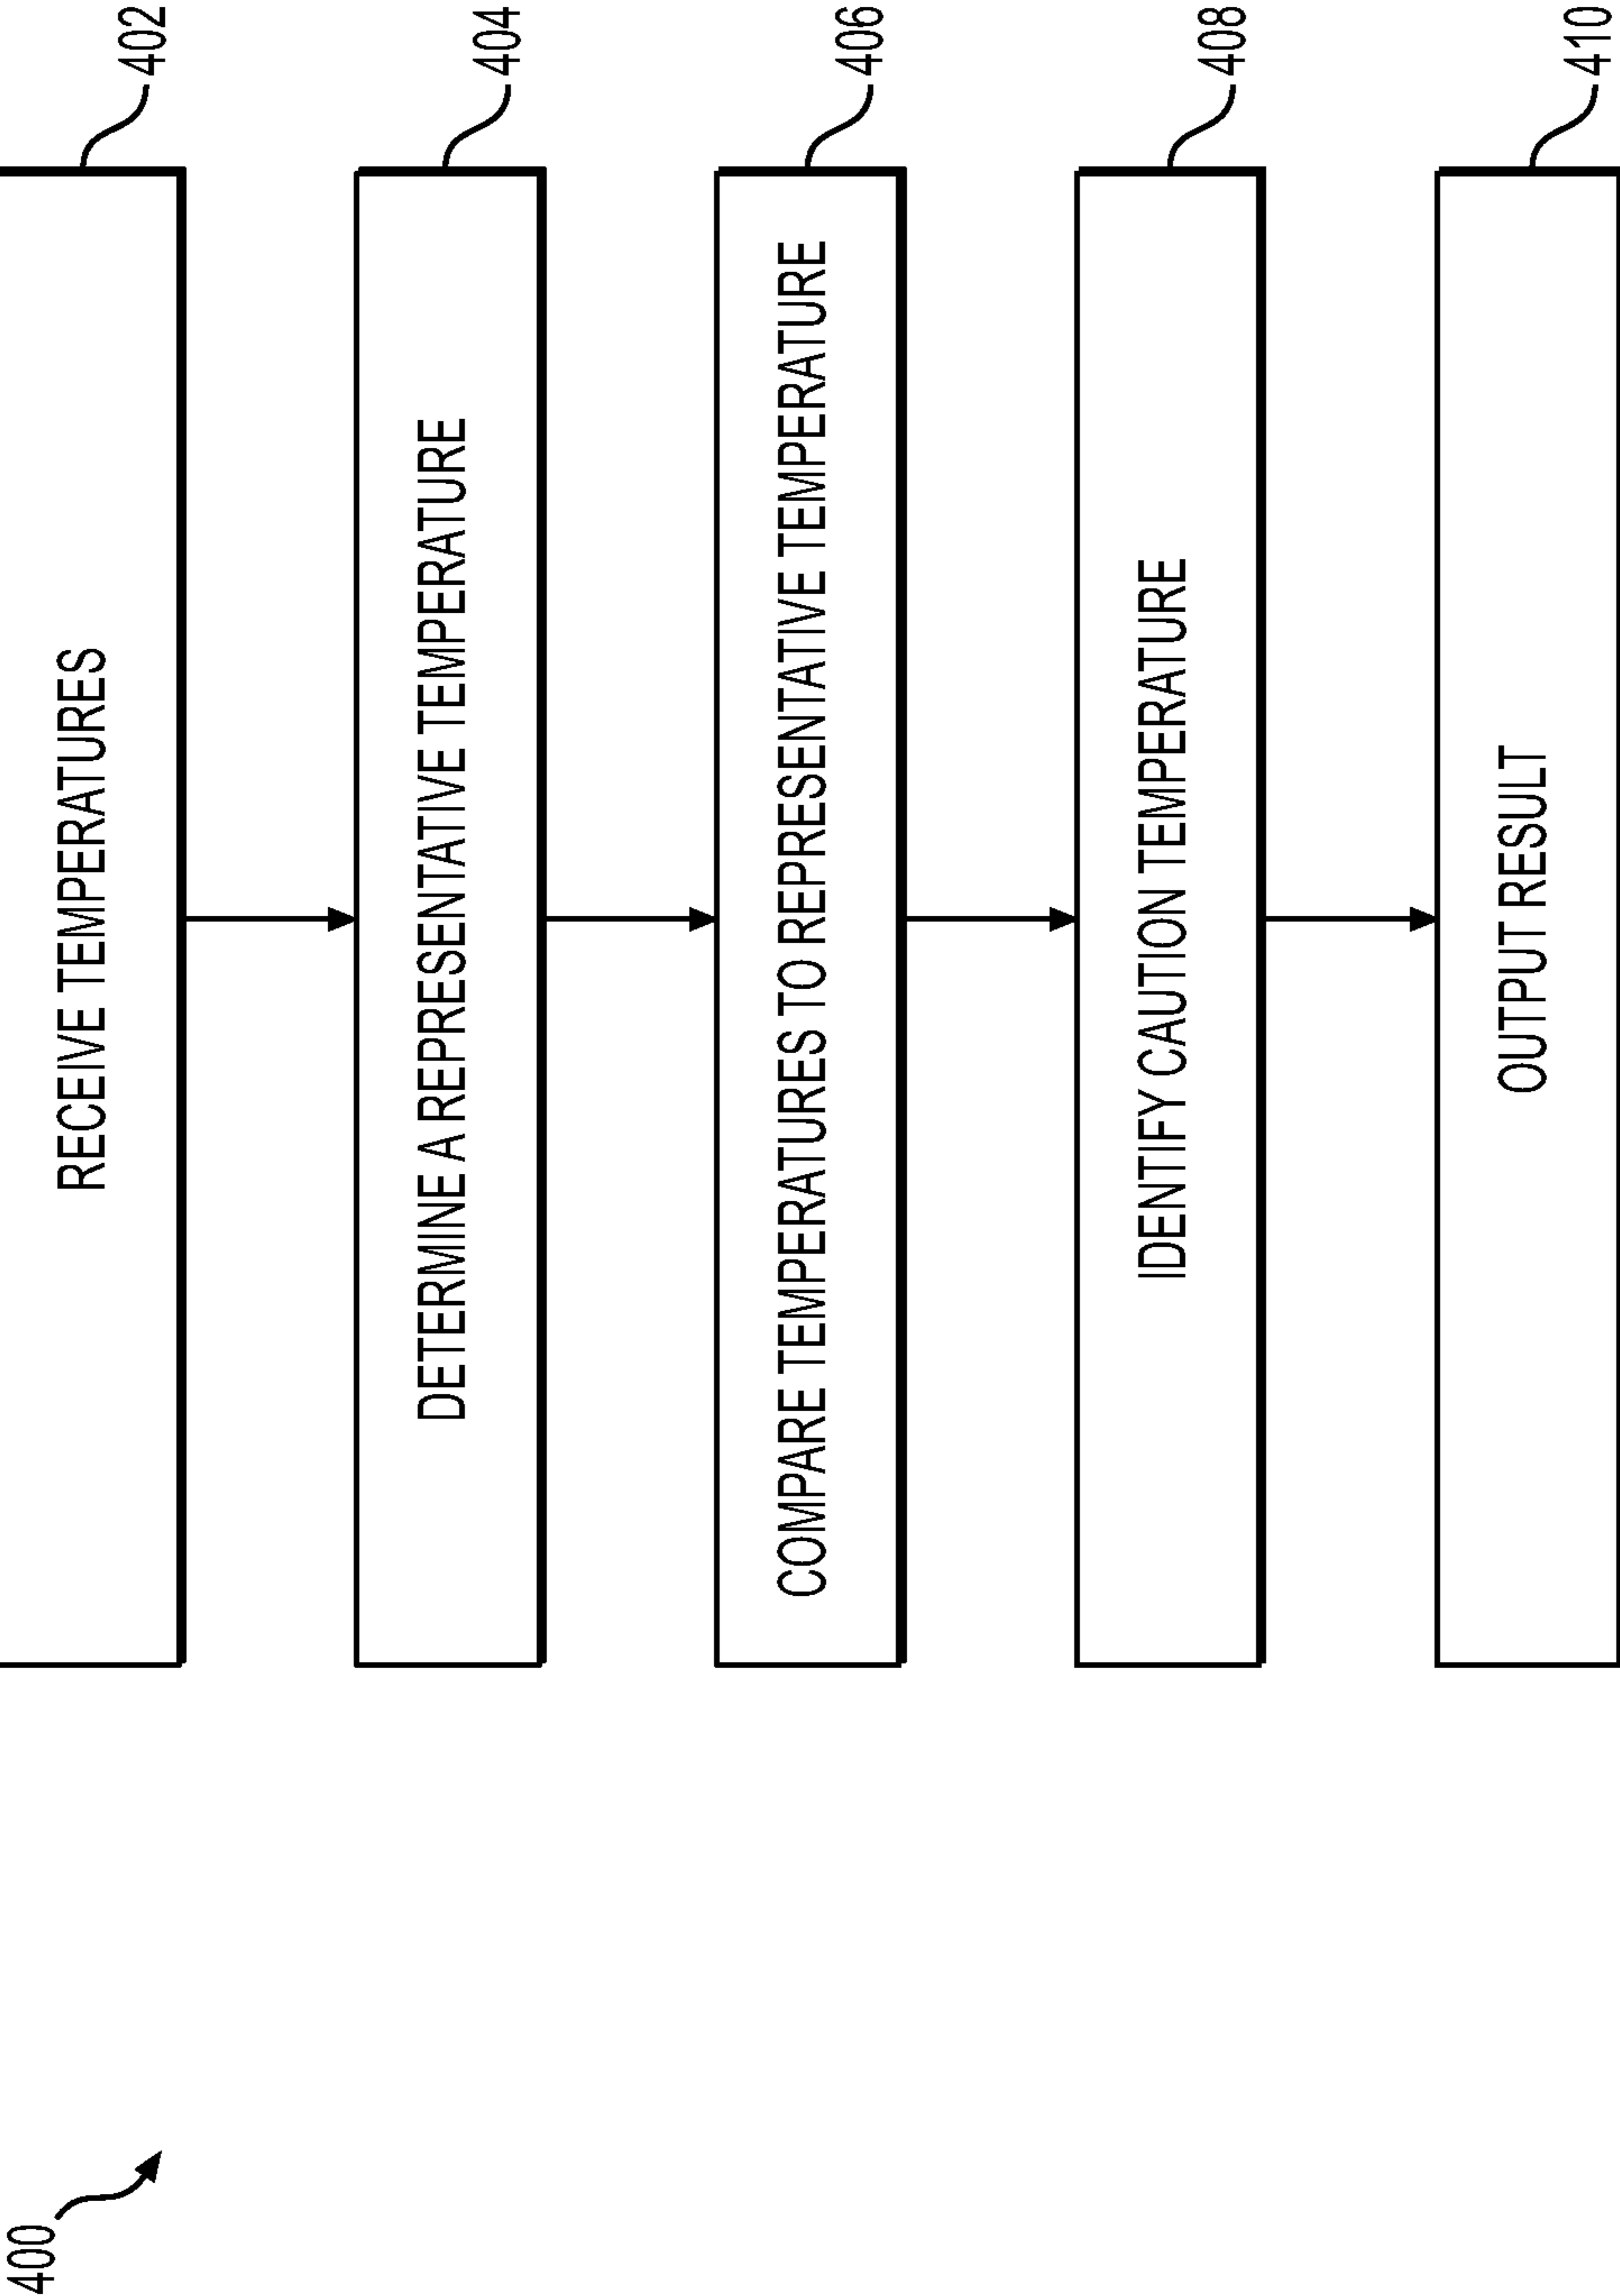 400
RECEIVE TEMPERATURES
402
DETERMINE A REPRESENTATIVE TEMPERATURE
404
COMPARE TEMPERATURES TO REPRESENTATIVE TEMPERATURE
406
IDENTIFY CAUTION TEMPERATURE
408
OUTPUT RESULT
410